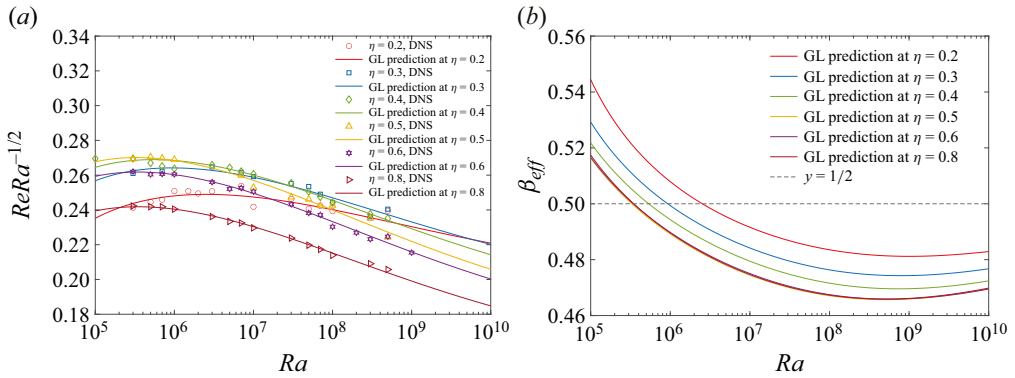 (a)
0.34
0.32
0.30
0.28
0.26
0.24
0.22
0.20
0.18
ReRa^{-1/2}
10^5
10^6
10^7
10^8
10^9
10^10
Ra
η = 0.2, DNS
GL prediction at η = 0.2
η = 0.3, DNS
GL prediction at η = 0.3
η = 0.4, DNS
GL prediction at η = 0.4
η = 0.5, DNS
GL prediction at η = 0.5
η = 0.6, DNS
GL prediction at η = 0.6
η = 0.8, DNS
GL prediction at η = 0.8
(b)
0.56
0.54
0.52
0.50
0.48
0.46
β_eff
10^5
10^6
10^7
10^8
10^9
10^10
Ra
GL prediction at η = 0.2
GL prediction at η = 0.3
GL prediction at η = 0.4
GL prediction at η = 0.5
GL prediction at η = 0.6
GL prediction at η = 0.8
y = 1/2